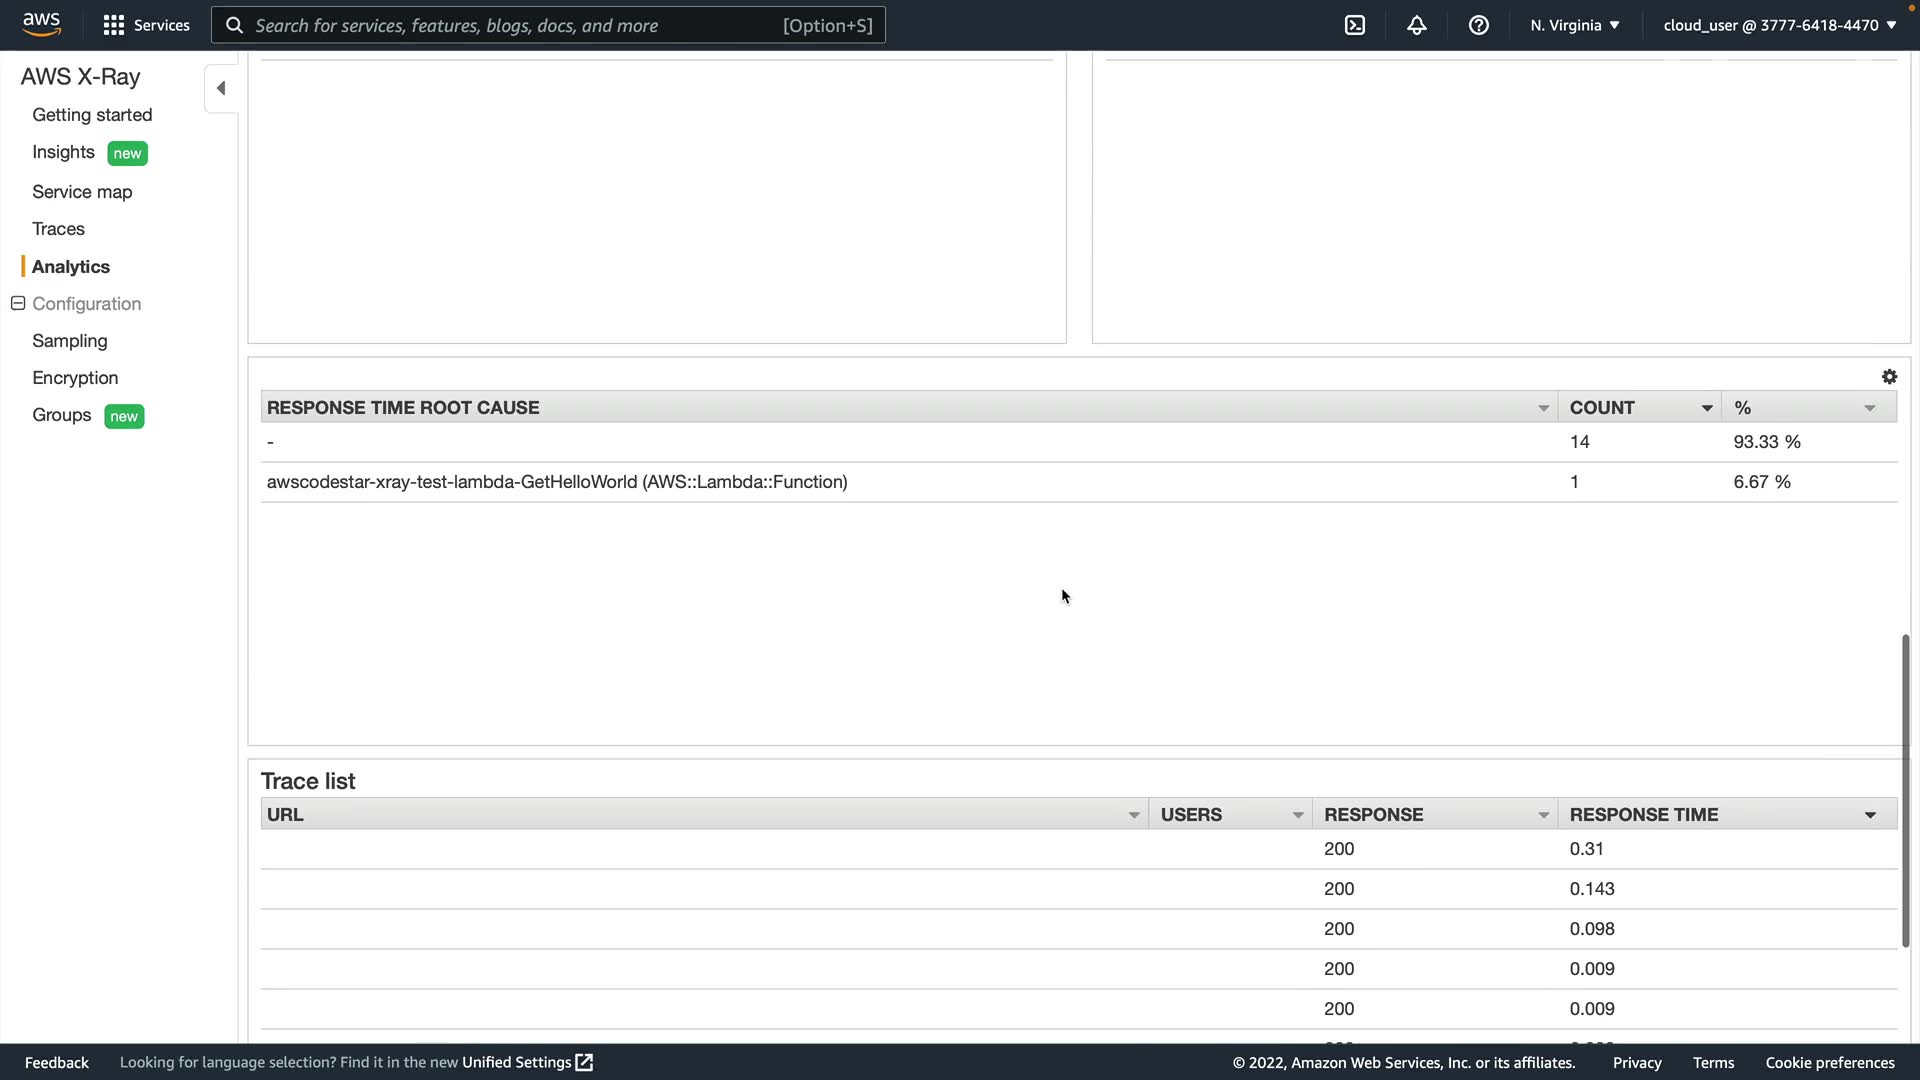 aws
Services
Search for services, features, blogs, docs, and more
[Option+S]
N. Virginia
cloud_user @ 3777-6418-4470
AWS X-Ray
Getting started
Insights new
Service map
Traces
Analytics
Configuration
Sampling
Encryption
Groups new
RESPONSE TIME ROOT CAUSE COUNT %
- 14 93.33 %
awscodestar-xray-test-lambda-GetHelloWorld (AWS::Lambda::Function) 1 6.67 %
Trace list
URL USERS RESPONSE RESPONSE TIME
200 0.31
200 0.143
200 0.098
200 0.009
200 0.009
Feedback
Looking for language selection? Find it in the new Unified Settings
© 2022, Amazon Web Services, Inc. or its affiliates.
Privacy
Terms
Cookie preferences